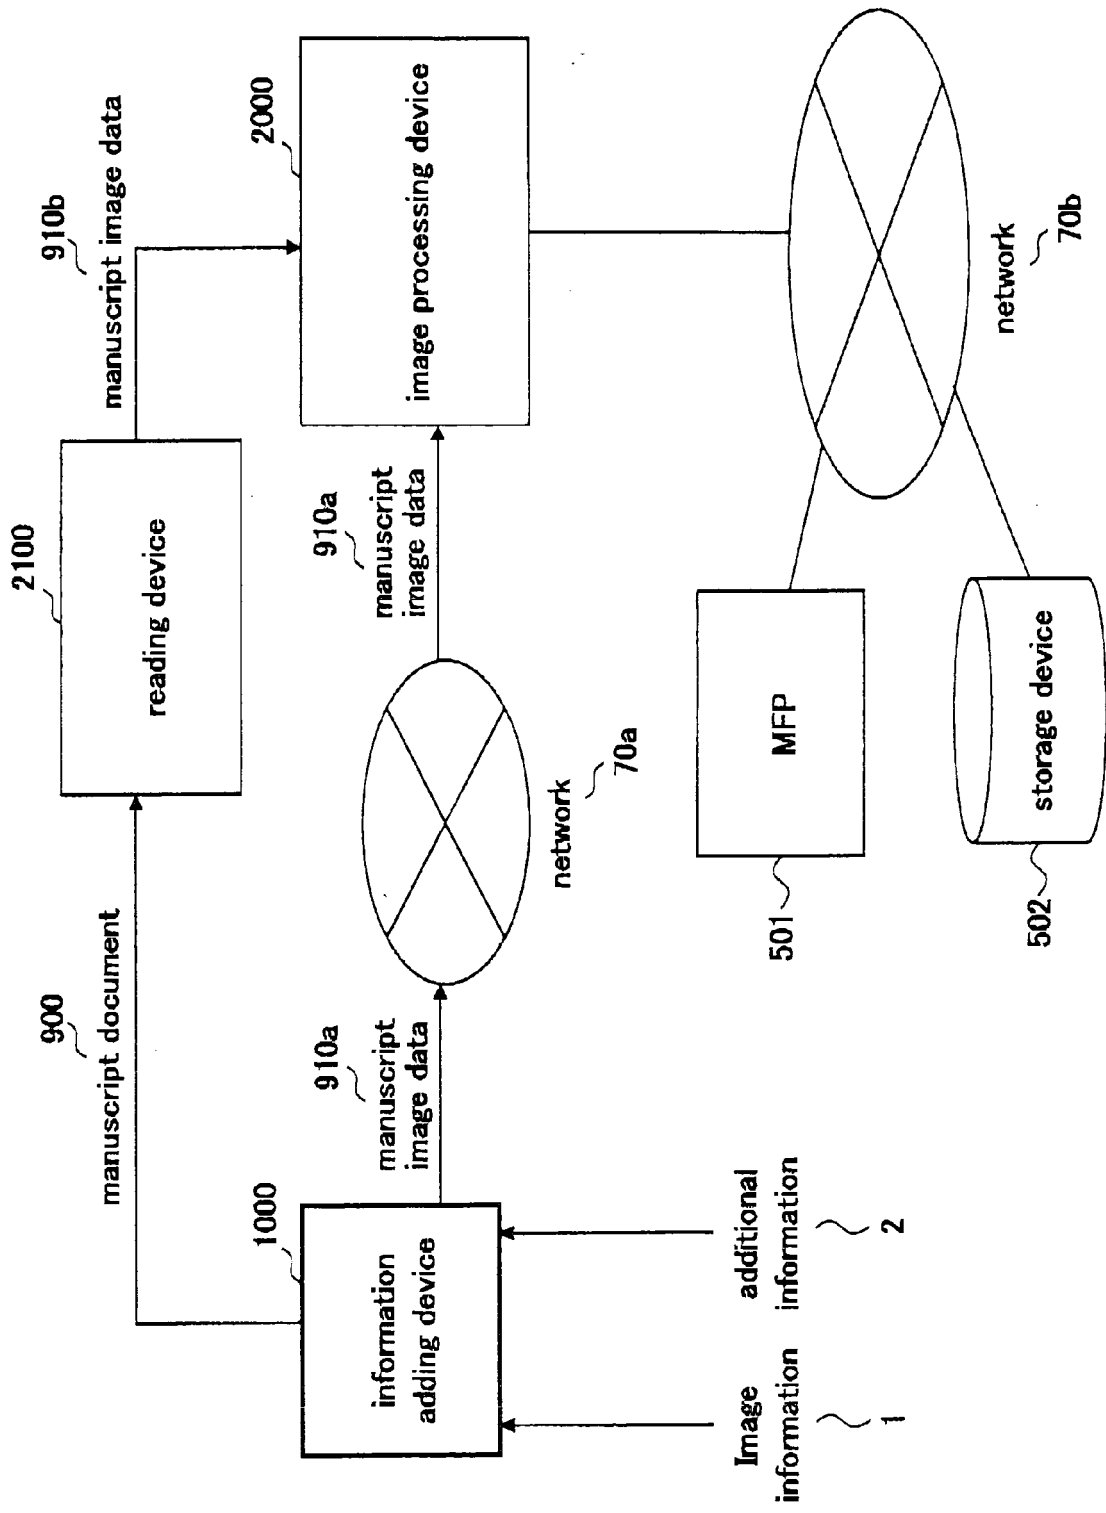 900
manuscript document
2100
reading device
910b
manuscript image data
1000
information
adding device
910a
manuscript
image data
network
70a
910a
manuscript
image data
2000
image processing device
Image
information
1
additional
information
2
501
MFP
502
storage device
network
70b